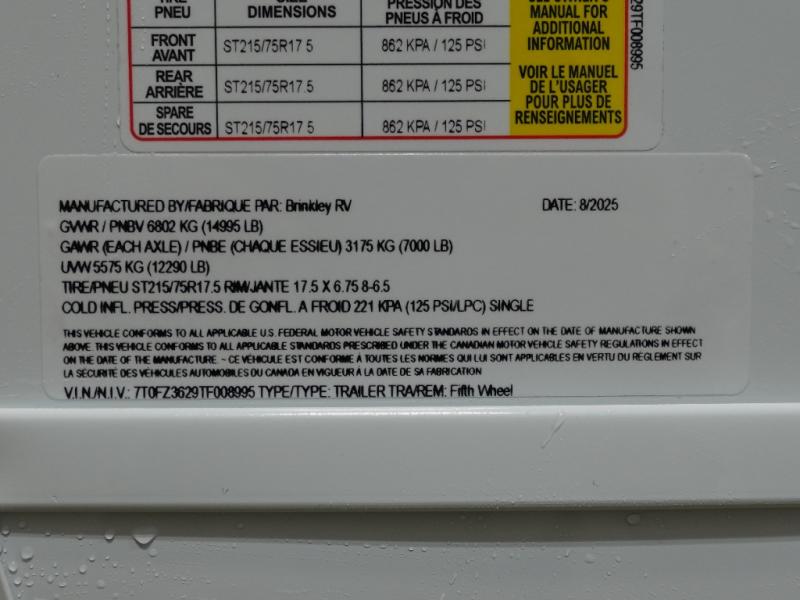 PNEU DIMENSIONS PRESSION DES PNEUS À FROID
FRONT AVANT ST215/75R17 5 862 KPA / 125 PSI
REAR ARRIÈRE ST215/75R17 5 862 KPA / 125 PSI
SPARE DE SECOURS ST215/75R17 5 862 KPA / 125 PSI
MANUAL FOR
ADDITIONAL
INFORMATION
VOIR LE MANUEL
DE L'USAGER
POUR PLUS DE
RENSEIGNEMENTS
29TF008995
MANUFACTURED BY/FABRIQUE PAR: Brinkley RV DATE: 8/2025
GVWR / PNBV 6802 KG (14995 LB)
GAWR (EACH AXLE) / PNBE (CHAQUE ESSIEU) 3175 KG (7000 LB)
UVW 5575 KG (12290 LB)
TIRE/PNEU ST215/75R17.5 RIM/JANTE 17.5 X 6.75 8-6.5
COLD INFL. PRESS/PRESS. DE GONFL. A FROID 221 KPA (125 PSI/LPC) SINGLE
THIS VEHICLE CONFORMS TO ALL APPLICABLE U.S. FEDERAL MOTOR VEHICLE SAFETY STANDARDS IN EFFECT ON THE DATE OF MANUFACTURE SHOWN
ABOVE. THIS VEHICLE CONFORMS TO ALL APPLICABLE STANDARDS PRESCRIBED UNDER THE CANADIAN MOTOR VEHICLE SAFETY REGULATIONS IN EFFECT
ON THE DATE OF THE MANUFACTURE. ~ CE VÉHICULE EST CONFORME À TOUTES LES NORMES QUI LUI SONT APPLICABLES EN VERTU DU RÈGLEMENT SUR
LA SÉCURITÉ DES VÉHICULES AUTOMOBILES DU CANADA EN VIGUEUR À LA DATE DE SA FABRICATION
V.I.N./N.I.V.: 7T0FZ3629TF008995 TYPE/TYPE: TRAILER TRA/REM: Fifth Wheel